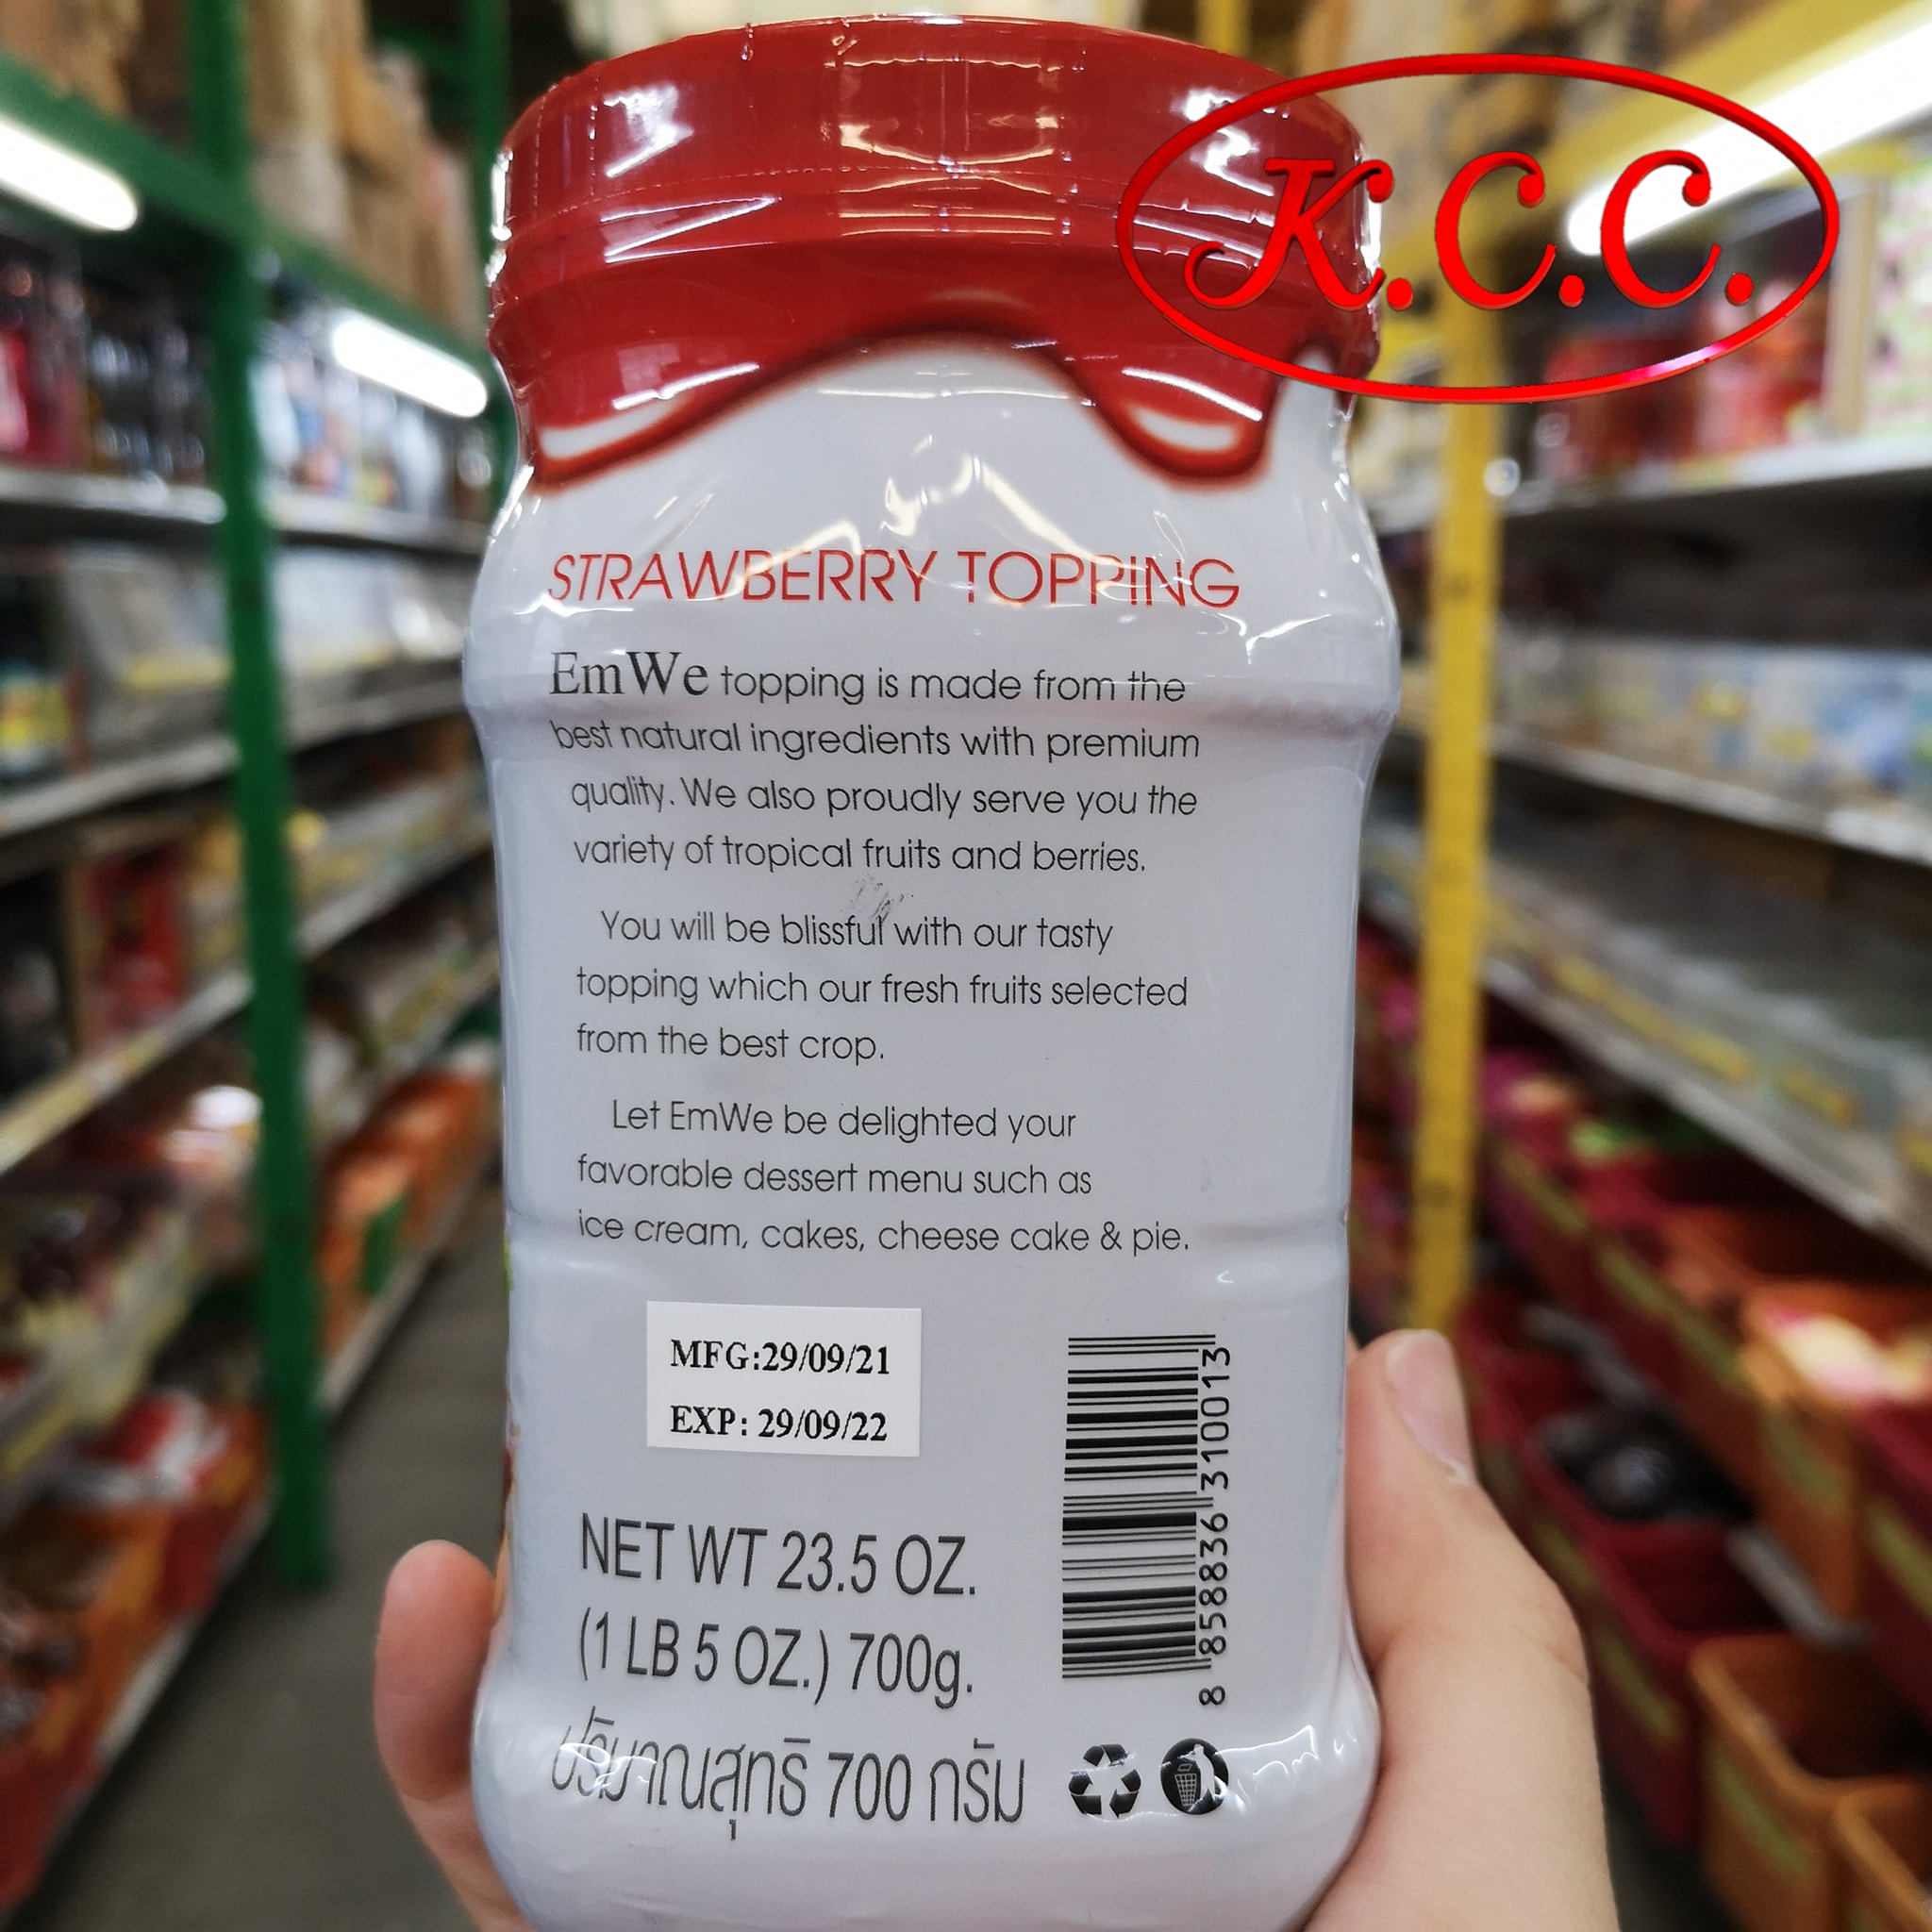 K.C.C.
STRAWBERRY TOPPING
EmWe topping is made from the
best natural ingredients with premium
quality. We also proudly serve you the
variety of tropical fruits and berries.
You will be blissful with our tasty
topping which our fresh fruits selected
from the best crop.
Let EmWe be delighted your
favorable dessert menu such as
ice cream, cakes, cheese cake & pie.
MFG:29/09/21
EXP: 29/09/22
8 858836 310013
NET WT 23.5 OZ.
(1 LB 5 OZ.) 700g.
ปริมาณสุทธิ 700 กรัม